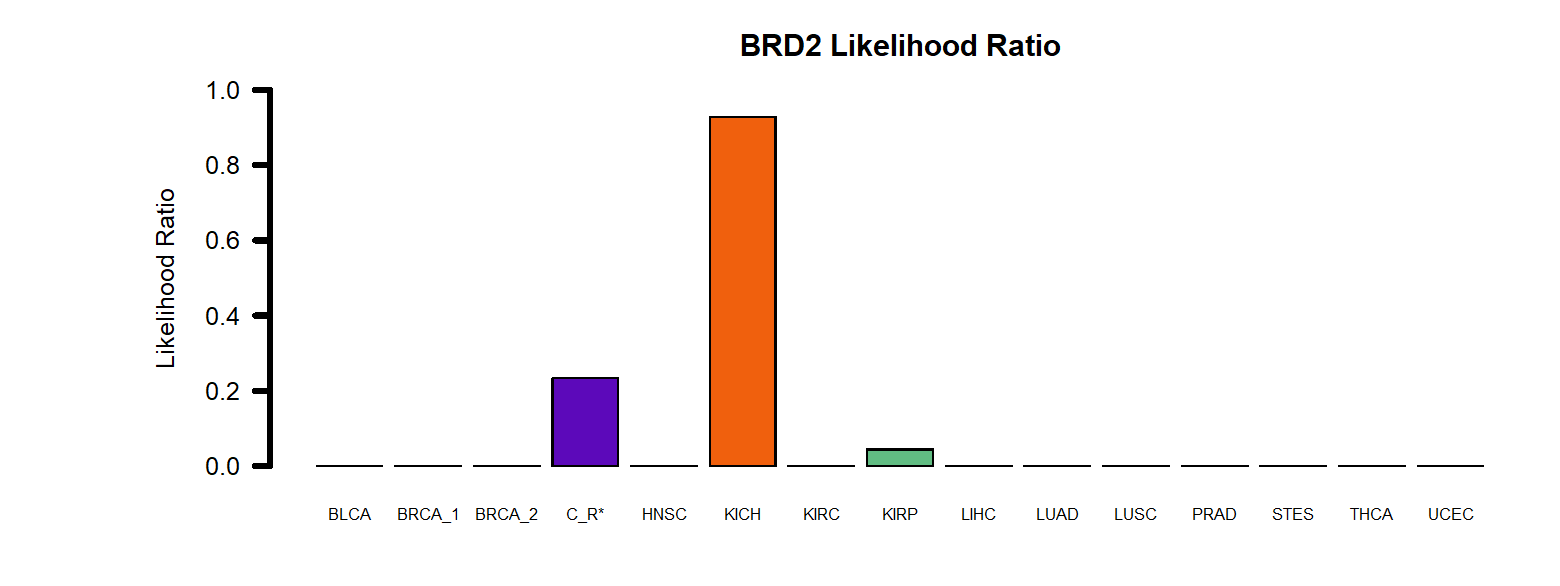 BRD2 Likelihood Ratio
Likelihood Ratio
1.0
0.8
0.6
0.4
0.2
0.0
BLCA BRCA_1 BRCA_2 C_R* HNSC KICH KIRC KIRP LIHC LUAD LUSC PRAD STES THCA UCEC